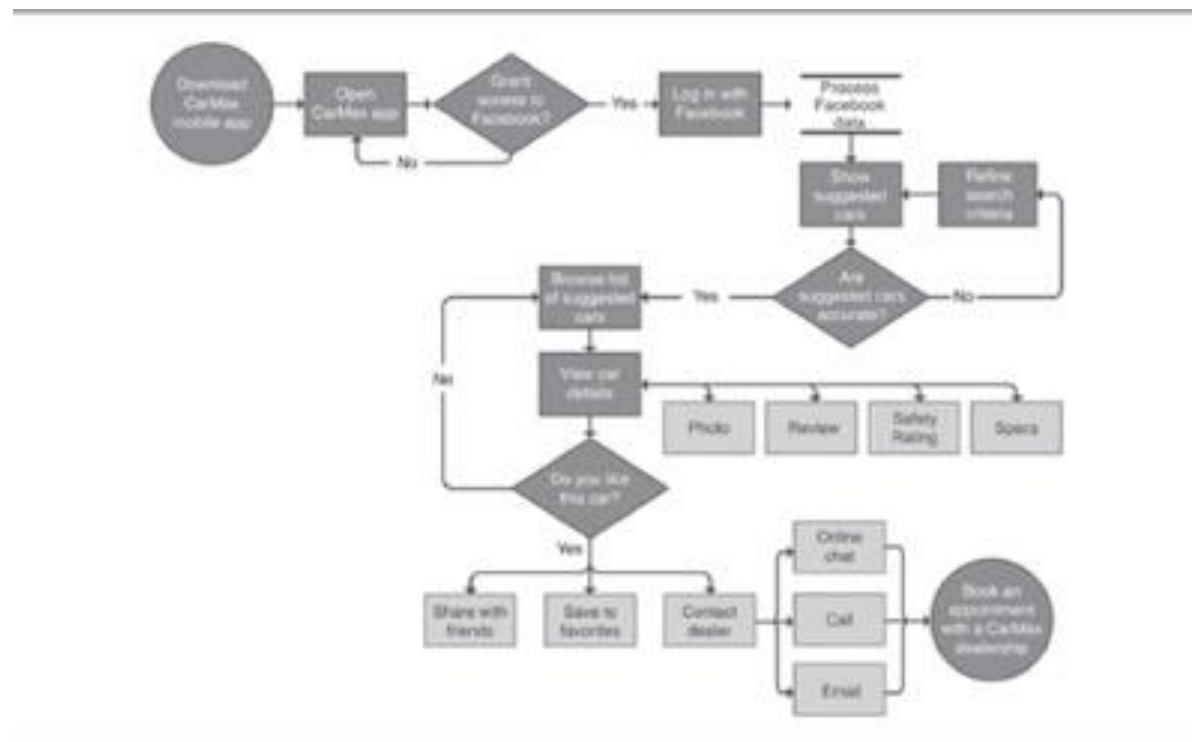 Download
CarMax
mobile app
Open
CarMax app
Grant
access to
Facebook?
Yes
No
Log in with
Facebook
Process
Facebook
data
Show
suggested
cars
Refine
search
criteria
Are
suggested cars
accurate?
No
Yes
Browse list
of suggested
cars
View car
details
No
Photo
Review
Safety
Rating
Specs
Do you like
this car?
Yes
Share with
friends
Save to
favorites
Contact
dealer
Online
chat
Call
Email
Book an
appointment
with a CarMax
dealership